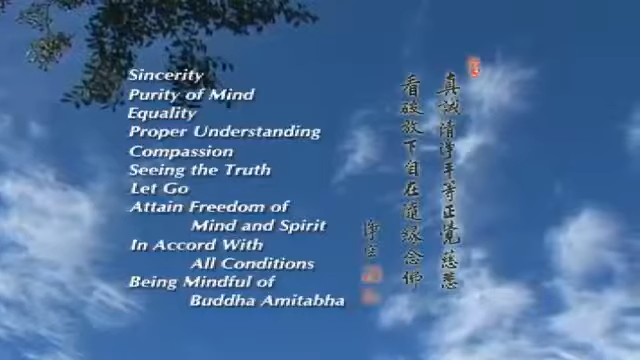 Sincerity
Purity of Mind
Equality
Proper Understanding
Compassion
Seeing the Truth
Let Go
Attain Freedom of
Mind and Spirit
In Accord With
All Conditions
Being Mindful of
Buddha Amitabha
真誠清淨平等正覺慈悲
看破放下自在隨緣念佛
淨空